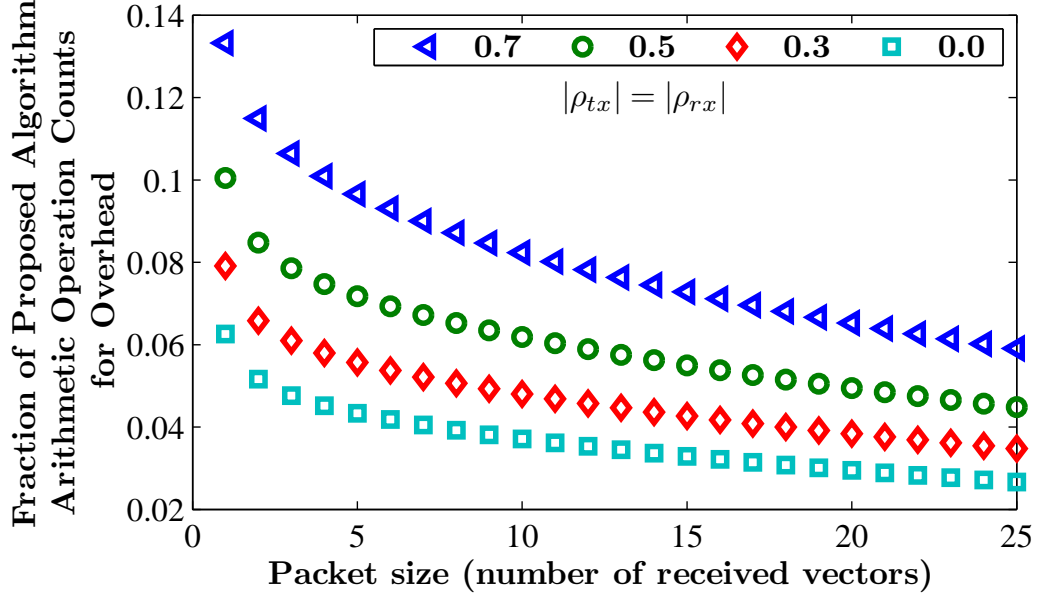 Fraction of Proposed Algorithm
Arithmetic Operation Counts
for Overhead
0.14
0.12
0.1
0.08
0.06
0.04
0.02
0.7 0.5 0.3 0.0
|ρtx| = |ρrx|
0 5 10 15 20 25
Packet size (number of received vectors)